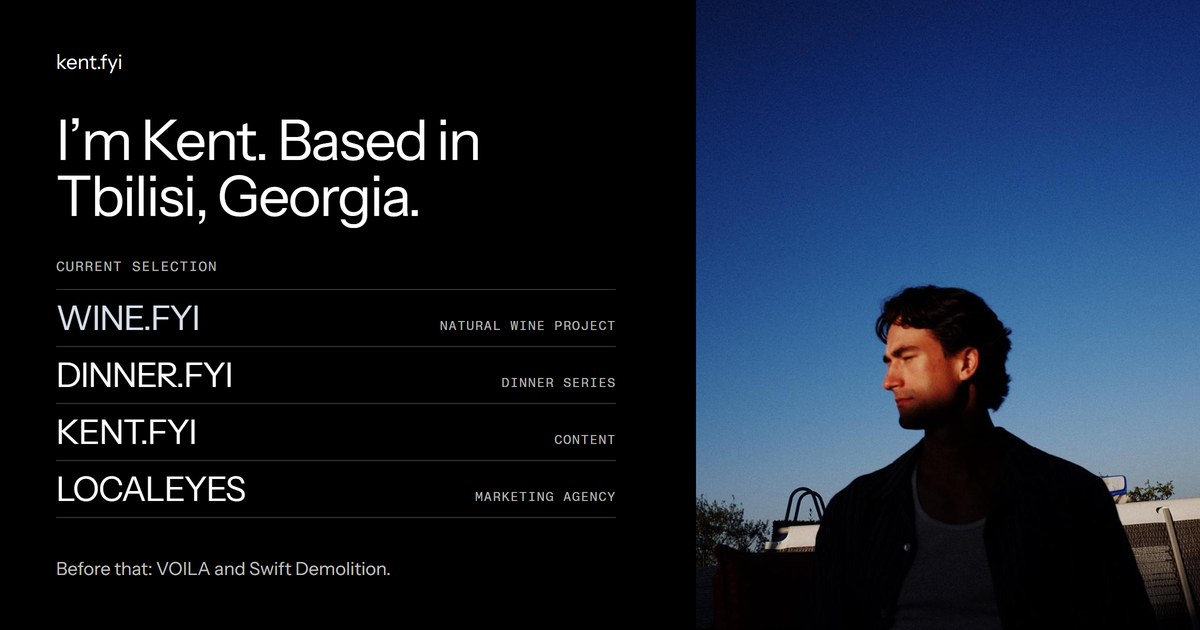 kent.fyi
I’m Kent. Based in
Tbilisi, Georgia.
CURRENT SELECTION
WINE.FYI NATURAL WINE PROJECT
DINNER.FYI DINNER SERIES
KENT.FYI CONTENT
LOCALEYES MARKETING AGENCY
Before that: VOILA and Swift Demolition.